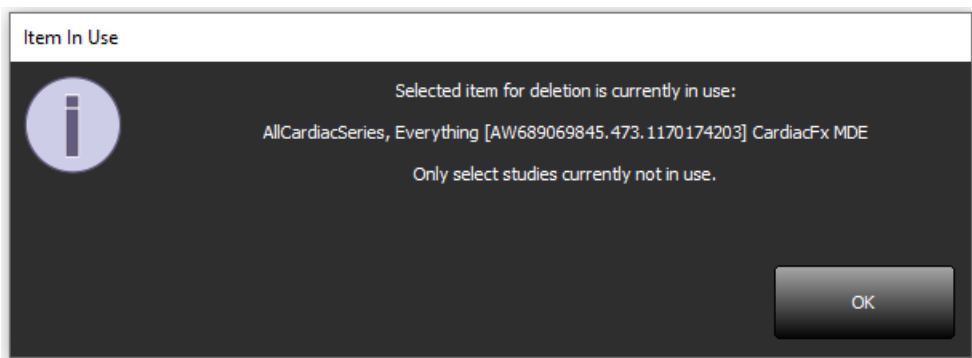 Item In Use
Selected item for deletion is currently in use:
AllCardiacSeries, Everything [AW689069845.473.1170174203] CardiacFx MDE
Only select studies currently not in use.
OK